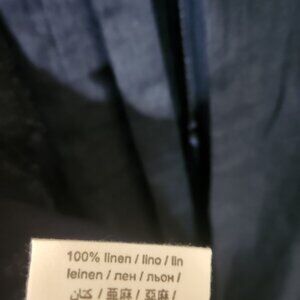 100% linen / lino / lin
leinen / лен / льон /
كتان / 亚麻 / 亞麻 /